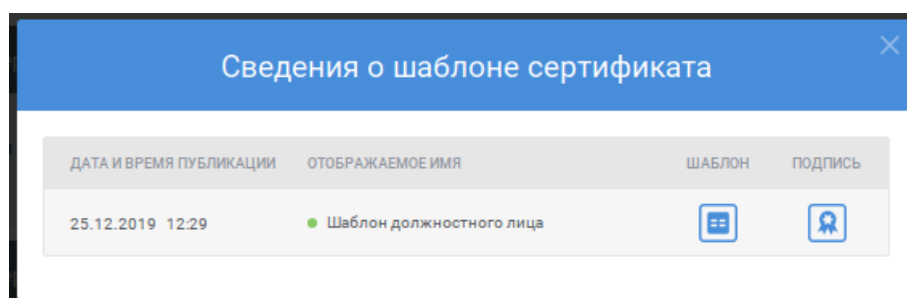 Сведения о шаблоне сертификата
ДАТА И ВРЕМЯ ПУБЛИКАЦИИ ОТОБРАЖАЕМОЕ ИМЯ ШАБЛОН ПОДПИСЬ
25.12.2019 12:29 Шаблон должностного лица